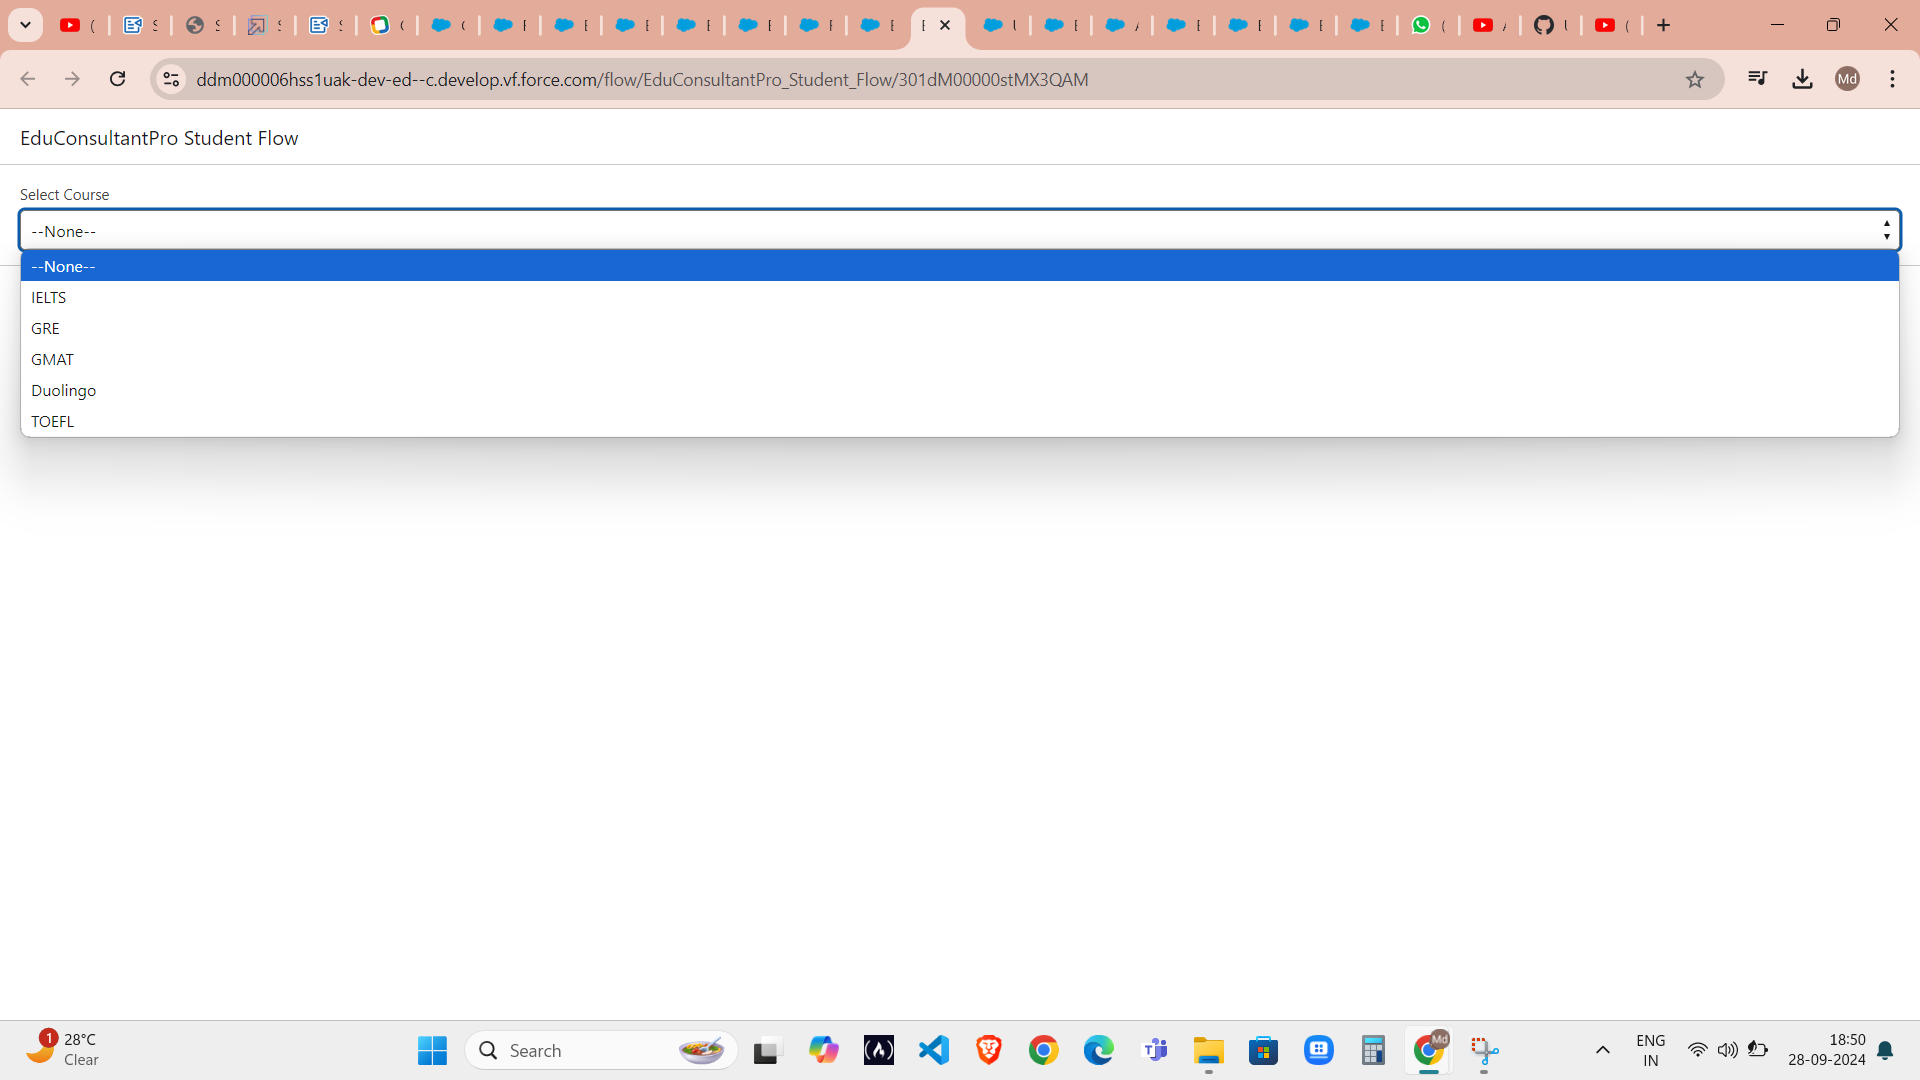 ddm000006hss1uak-dev-ed--c.develop.vf.force.com/flow/EduConsultantPro_Student_Flow/301dM00000stMX3QAM
Md
EduConsultantPro Student Flow
Select Course
--None--
--None--
IELTS
GRE
GMAT
Duolingo
TOEFL
1
28°C
Clear
Search
Md
ENG
IN
18:50
28-09-2024